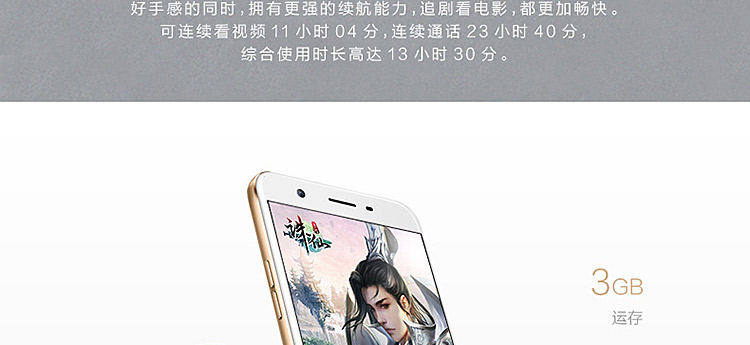 好手感的同时,拥有更强的续航能力,追剧看电影,都更加畅快。
可连续看视频 11 小时 04 分,连续通话 23 小时 40 分,
综合使用时长高达 13 小时 30 分。
诛仙
3GB
运存